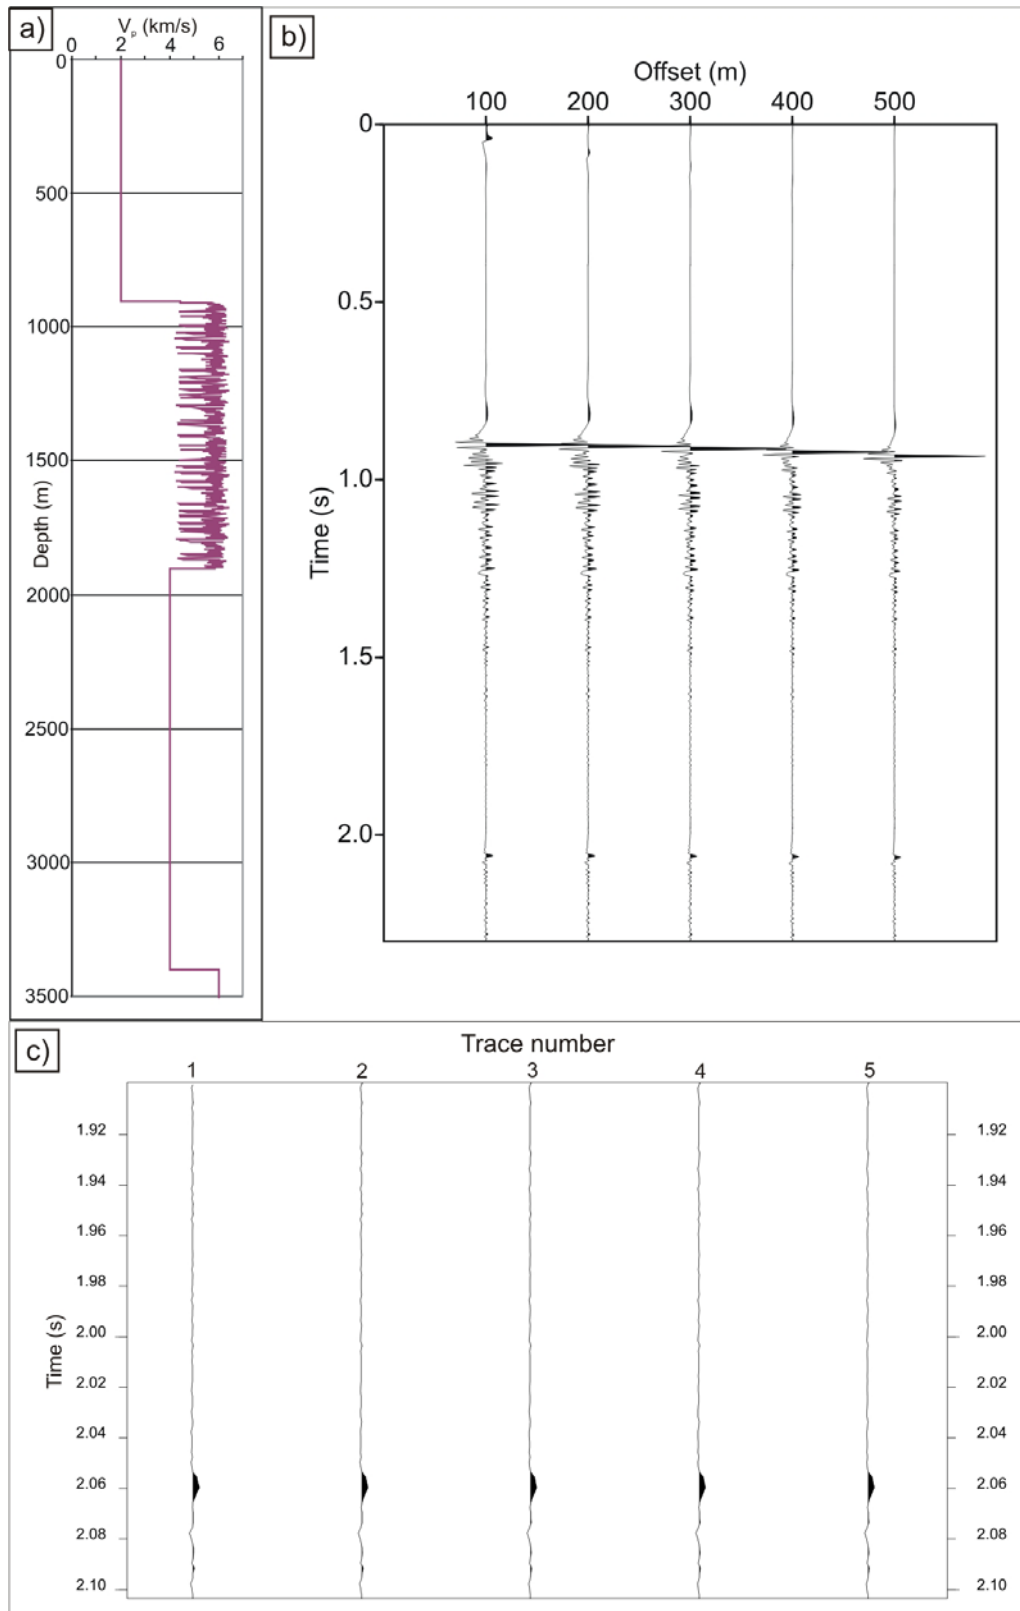 a)
Vp (km/s)
0 2 4 6
0
500
1000
1500
2000
2500
3000
3500
Depth (m)
b)
Offset (m)
100 200 300 400 500
0
0.5
1.0
1.5
2.0
Time (s)
c)
Trace number
1 2 3 4 5
1.92 1.92
1.94 1.94
1.96 1.96
1.98 1.98
2.00 2.00
2.02 2.02
2.04 2.04
2.06 2.06
2.08 2.08
2.10 2.10
Time (s)